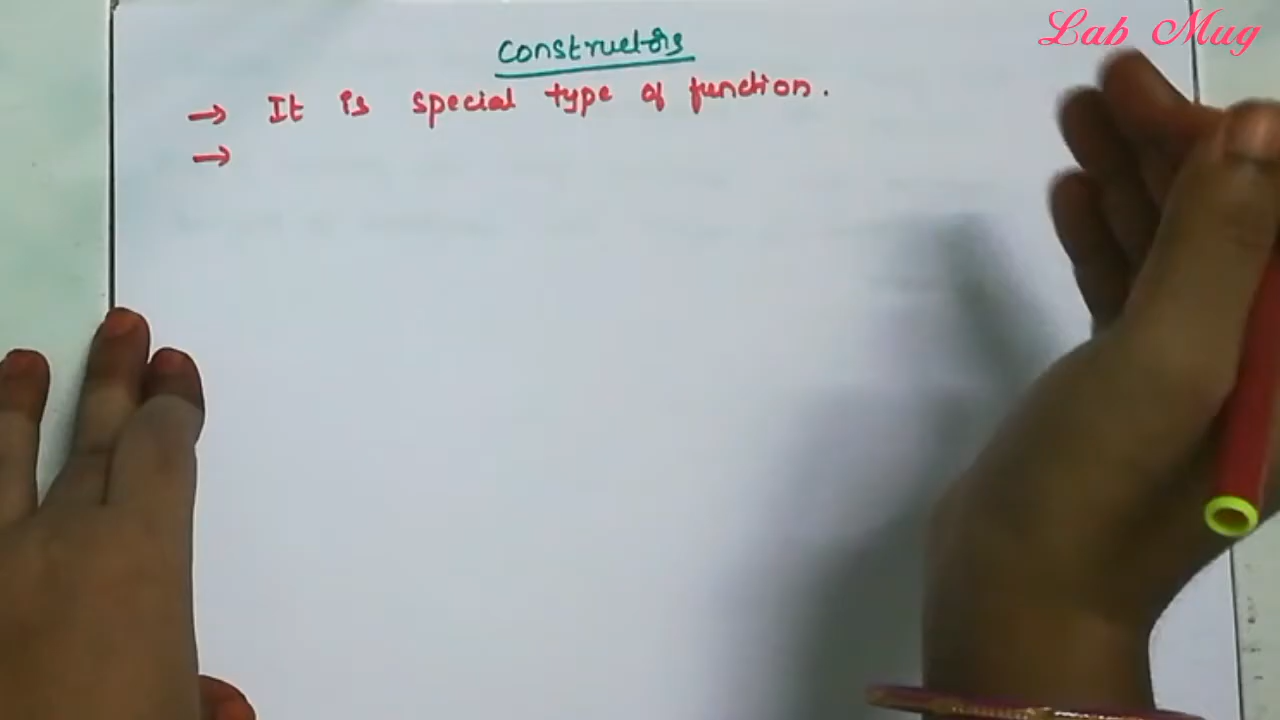 Lab Mug
Constructors
→ It is special type of function.
→